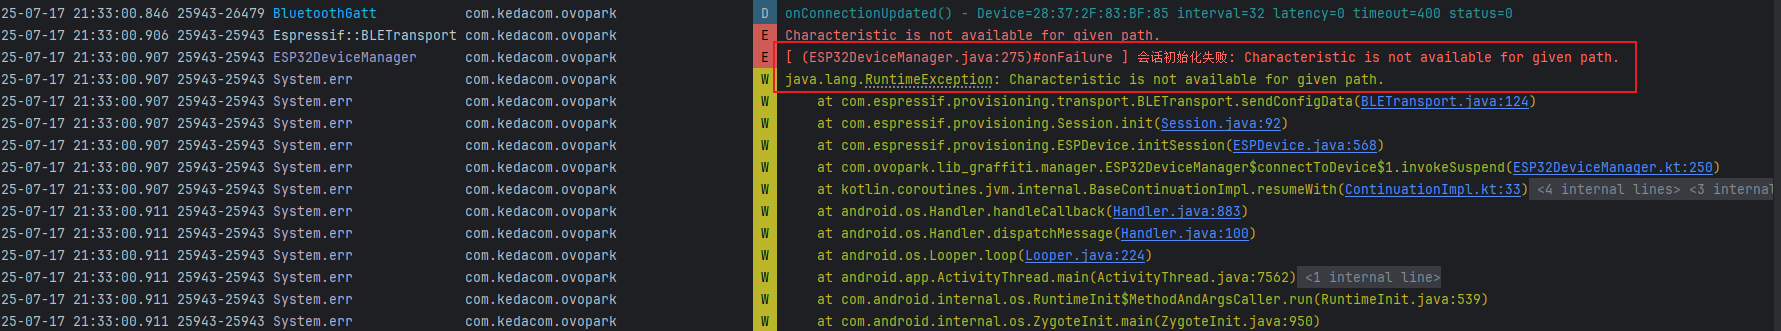 25-07-17 21:33:00.846 25943-26479 BluetoothGatt com.kedacom.ovopark D onConnectionUpdated() - Device=28:37:2F:83:BF:85 interval=32 latency=0 timeout=400 status=0
25-07-17 21:33:00.906 25943-25943 Espressif::BLETransport com.kedacom.ovopark E Characteristic is not available for given path.
25-07-17 21:33:00.907 25943-25943 ESP32DeviceManager com.kedacom.ovopark E [ (ESP32DeviceManager.java:275)#onFailure ] 会话初始化失败: Characteristic is not available for given path.
25-07-17 21:33:00.907 25943-25943 System.err com.kedacom.ovopark W java.lang.RuntimeException: Characteristic is not available for given path.
25-07-17 21:33:00.907 25943-25943 System.err com.kedacom.ovopark W at com.espressif.provisioning.transport.BLETransport.sendConfigData(BLETransport.java:124)
25-07-17 21:33:00.907 25943-25943 System.err com.kedacom.ovopark W at com.espressif.provisioning.Session.init(Session.java:92)
25-07-17 21:33:00.907 25943-25943 System.err com.kedacom.ovopark W at com.espressif.provisioning.ESPDevice.initSession(ESPDevice.java:568)
25-07-17 21:33:00.907 25943-25943 System.err com.kedacom.ovopark W at com.ovopark.lib_graffiti.manager.ESP32DeviceManager$connectToDevice$1.invokeSuspend(ESP32DeviceManager.kt:250)
25-07-17 21:33:00.907 25943-25943 System.err com.kedacom.ovopark W at kotlin.coroutines.jvm.internal.BaseContinuationImpl.resumeWith(ContinuationImpl.kt:33) <4 internal lines> <3 internal
25-07-17 21:33:00.911 25943-25943 System.err com.kedacom.ovopark W at android.os.Handler.handleCallback(Handler.java:883)
25-07-17 21:33:00.911 25943-25943 System.err com.kedacom.ovopark W at android.os.Handler.dispatchMessage(Handler.java:100)
25-07-17 21:33:00.911 25943-25943 System.err com.kedacom.ovopark W at android.os.Looper.loop(Looper.java:224)
25-07-17 21:33:00.911 25943-25943 System.err com.kedacom.ovopark W at android.app.ActivityThread.main(ActivityThread.java:7562) <1 internal line>
25-07-17 21:33:00.911 25943-25943 System.err com.kedacom.ovopark W at com.android.internal.os.RuntimeInit$MethodAndArgsCaller.run(RuntimeInit.java:539)
25-07-17 21:33:00.911 25943-25943 System.err com.kedacom.ovopark W at com.android.internal.os.ZygoteInit.main(ZygoteInit.java:950)